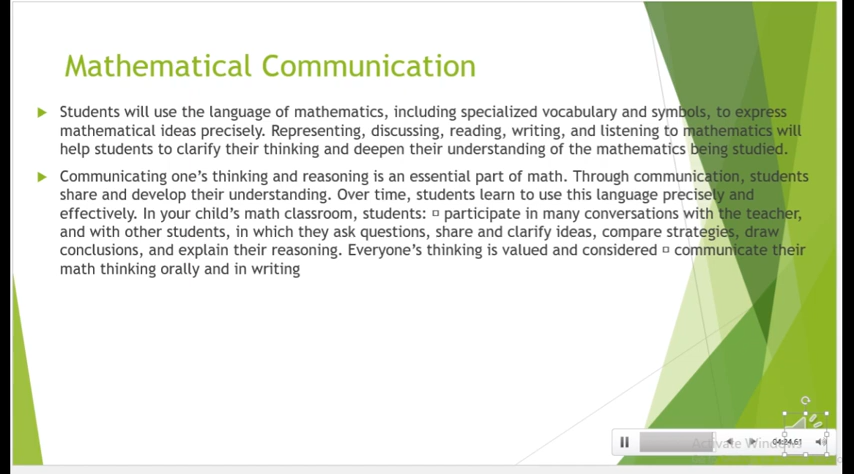 Mathematical Communication
Students will use the language of mathematics, including specialized vocabulary and symbols, to express
mathematical ideas precisely. Representing, discussing, reading, writing, and listening to mathematics will
help students to clarify their thinking and deepen their understanding of the mathematics being studied.
Communicating one's thinking and reasoning is an essential part of math. Through communication, students
share and develop their understanding. Over time, students learn to use this language precisely and
effectively. In your child's math classroom, students: ▫ participate in many conversations with the teacher,
and with other students, in which they ask questions, share and clarify ideas, compare strategies, draw
conclusions, and explain their reasoning. Everyone's thinking is valued and considered ▫ communicate their
math thinking orally and in writing
Activate Windows
04:24.61